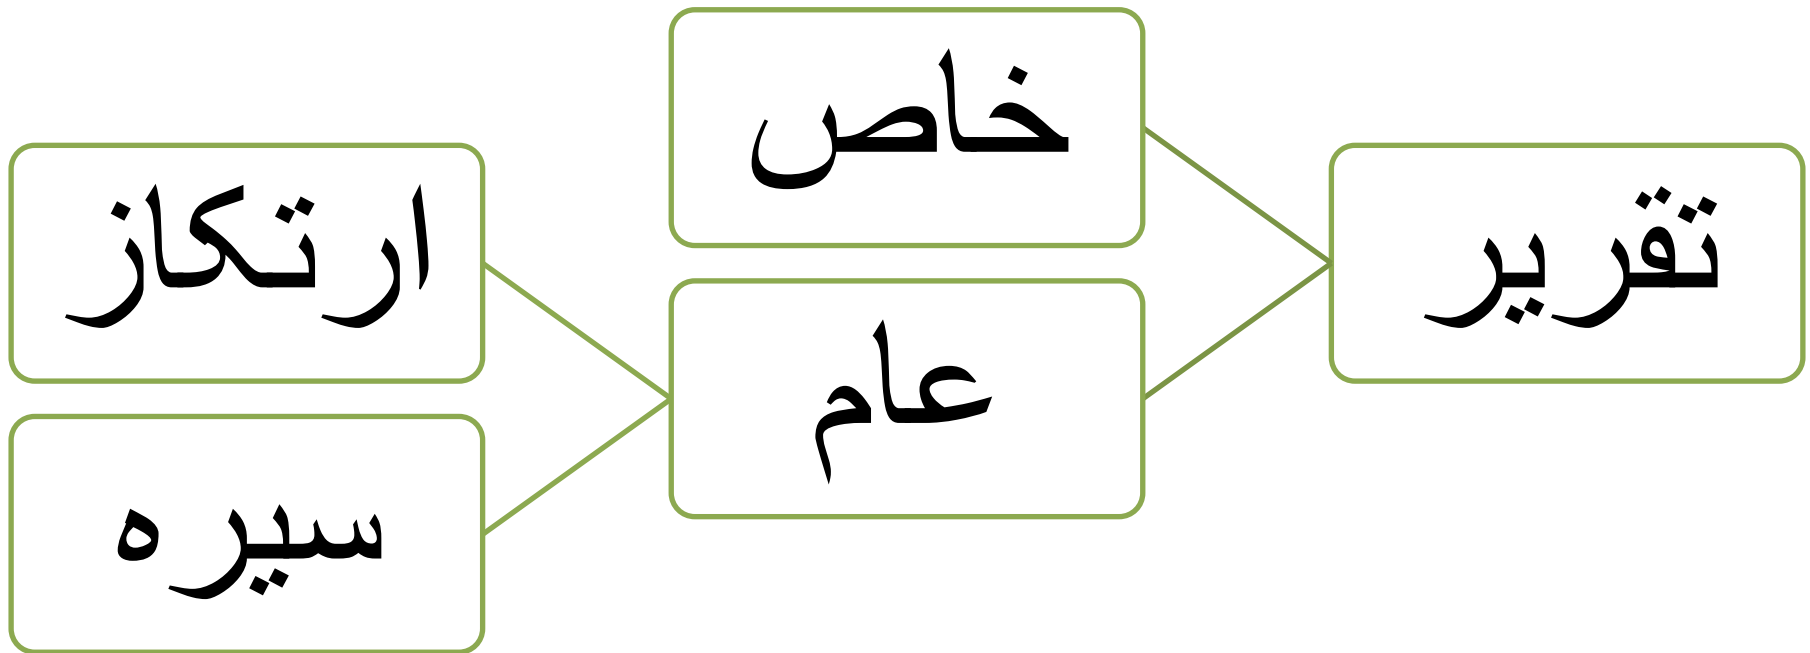 تقریر
خاص
عام
ارتکاز
سیره